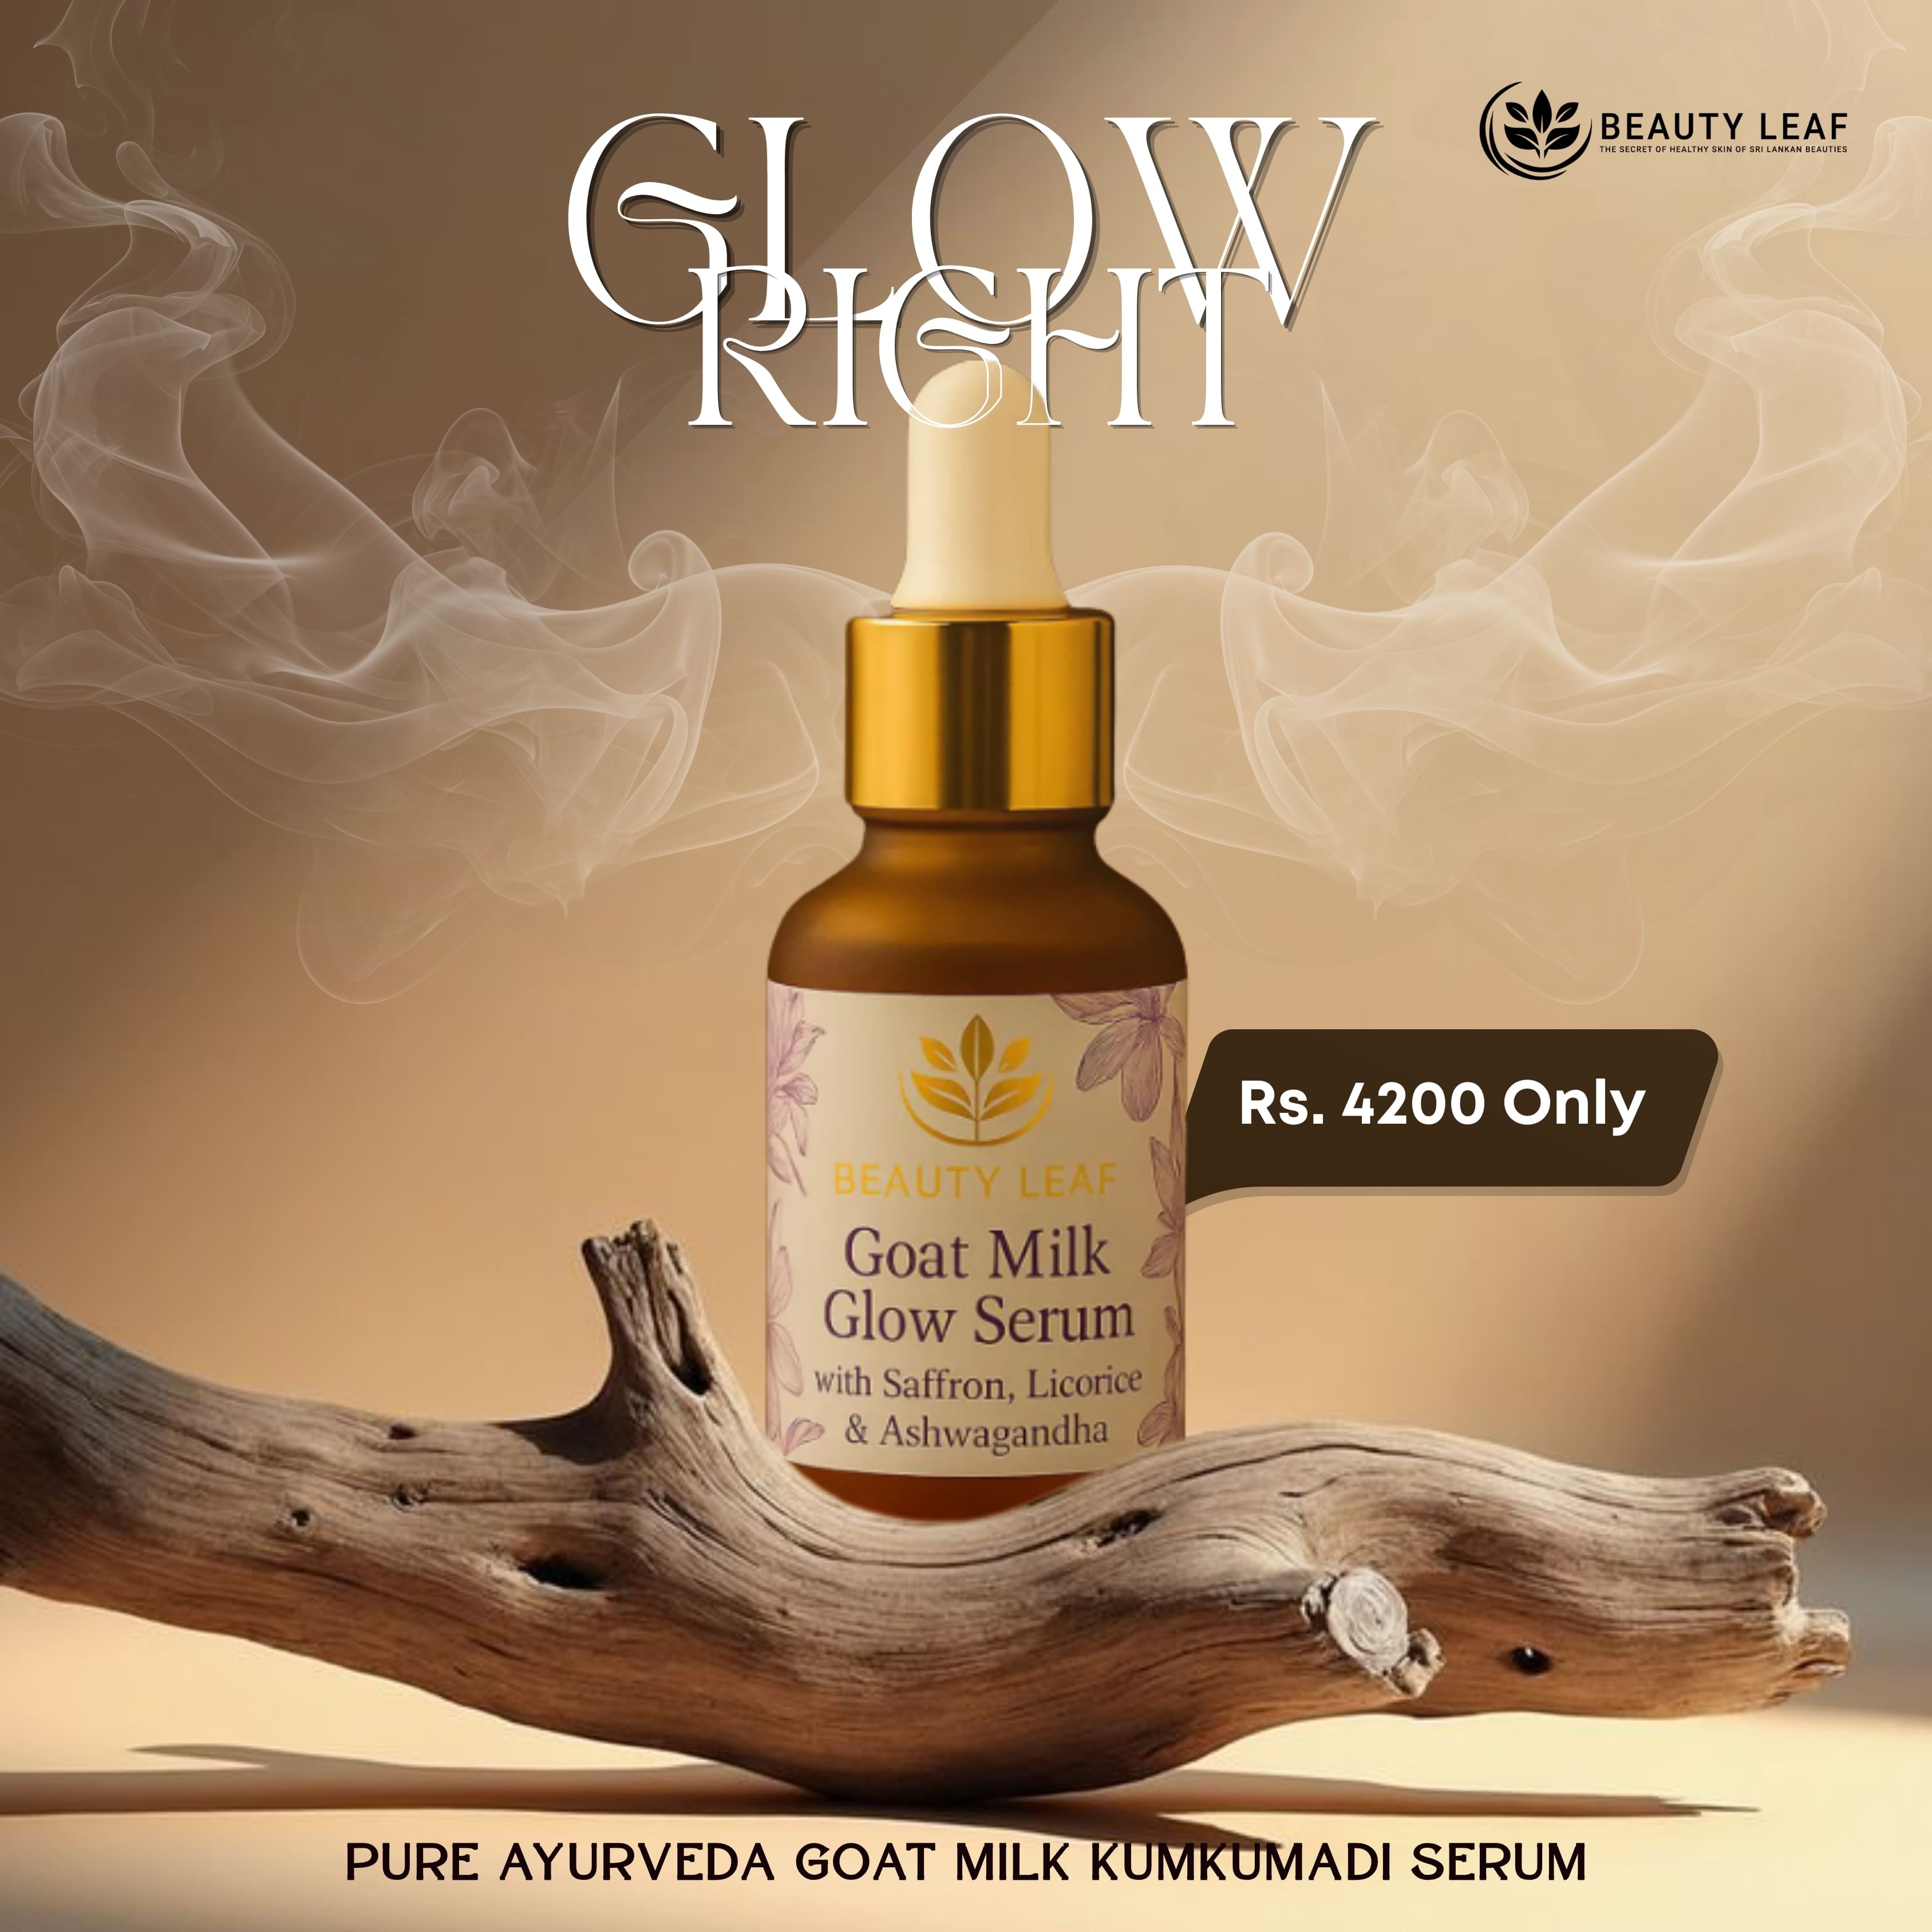 GLOW
RIGHT
BEAUTY LEAF
THE SECRET OF HEALTHY SKIN OF SRI LANKAN BEAUTIES
Rs. 4200 Only
BEAUTY LEAF
Goat Milk
Glow Serum
with Saffron, Licorice
& Ashwagandha
PURE AYURVEDA GOAT MILK KUMKUMADI SERUM